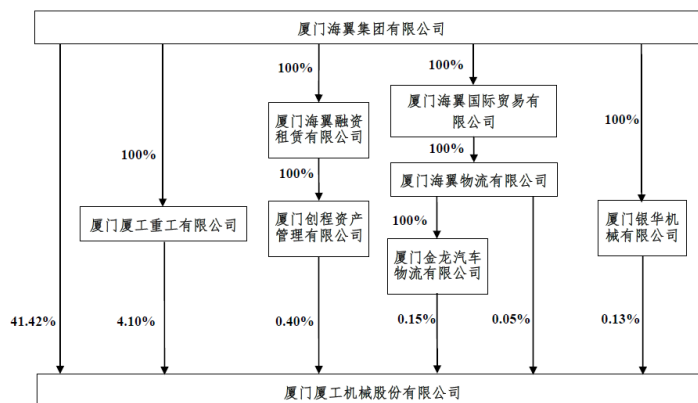 厦门海翼集团有限公司
100%
100%
100%
100%
厦门海翼融资
租赁有限公司
厦门海翼国际贸易有
限公司
100%
100%
厦门海翼物流有限公司
100%
厦门厦工重工有限公司
厦门创程资产
管理有限公司
100%
厦门金龙汽车
物流有限公司
厦门银华机
械有限公司
41.42%
4.10%
0.40%
0.15%
0.05%
0.13%
厦门厦工机械股份有限公司